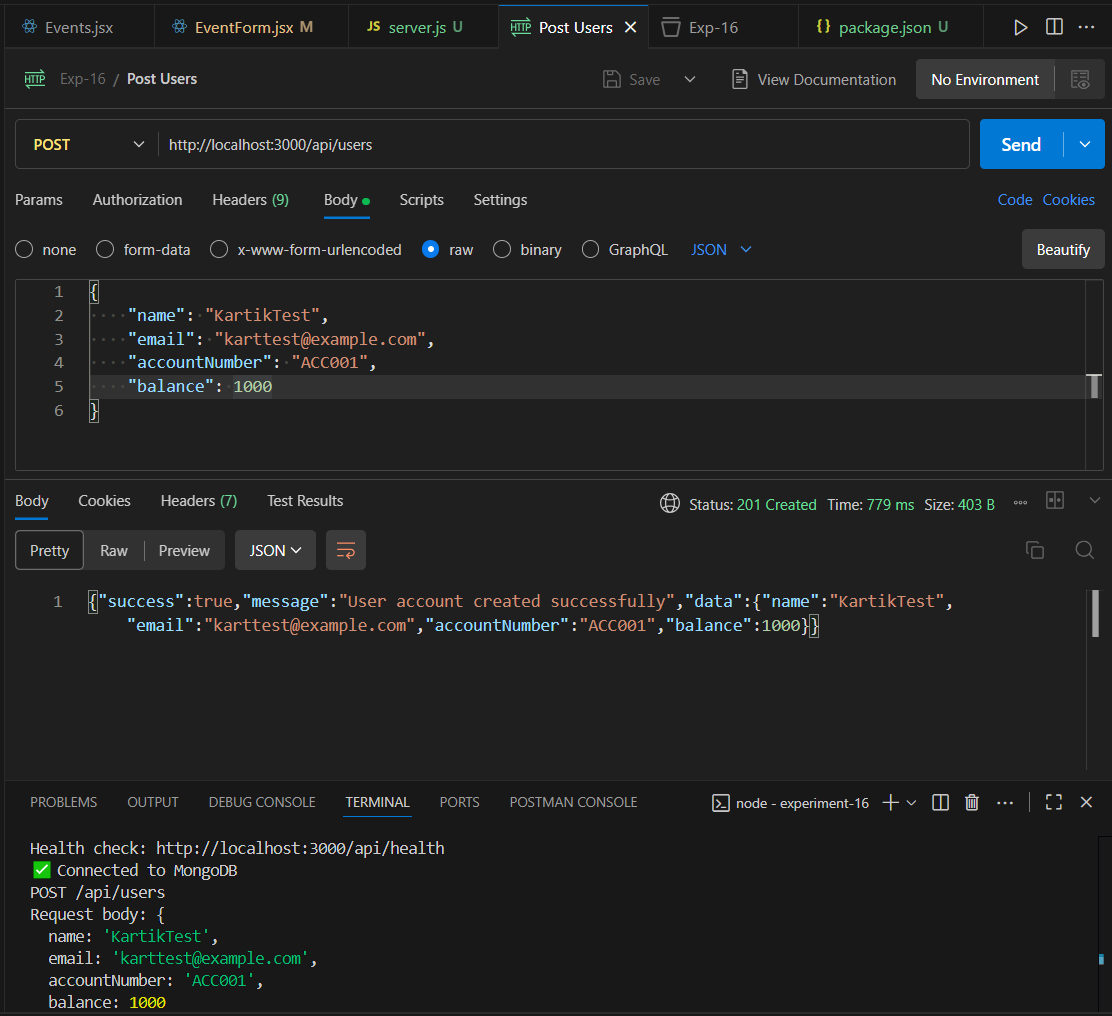 Events.jsx EventForm.jsx M JS server.js U HTTP Post Users Exp-16 {} package.json U
HTTP Exp-16 / Post Users Save View Documentation No Environment
POST http://localhost:3000/api/users Send
Params Authorization Headers (9) Body Scripts Settings Code Cookies
none form-data x-www-form-urlencoded raw binary GraphQL JSON Beautify
1 {
2 "name": "KartikTest",
3 "email": "karttest@example.com",
4 "accountNumber": "ACC001",
5 "balance": 1000
6 }
Body Cookies Headers (7) Test Results Status: 201 Created Time: 779 ms Size: 403 B
Pretty Raw Preview JSON
1 {"success":true,"message":"User account created successfully","data":{"name":"KartikTest",
"email":"karttest@example.com","accountNumber":"ACC001","balance":1000}}
PROBLEMS OUTPUT DEBUG CONSOLE TERMINAL PORTS POSTMAN CONSOLE node - experiment-16
Health check: http://localhost:3000/api/health
✅ Connected to MongoDB
POST /api/users
Request body: {
name: 'KartikTest',
email: 'karttest@example.com',
accountNumber: 'ACC001',
balance: 1000